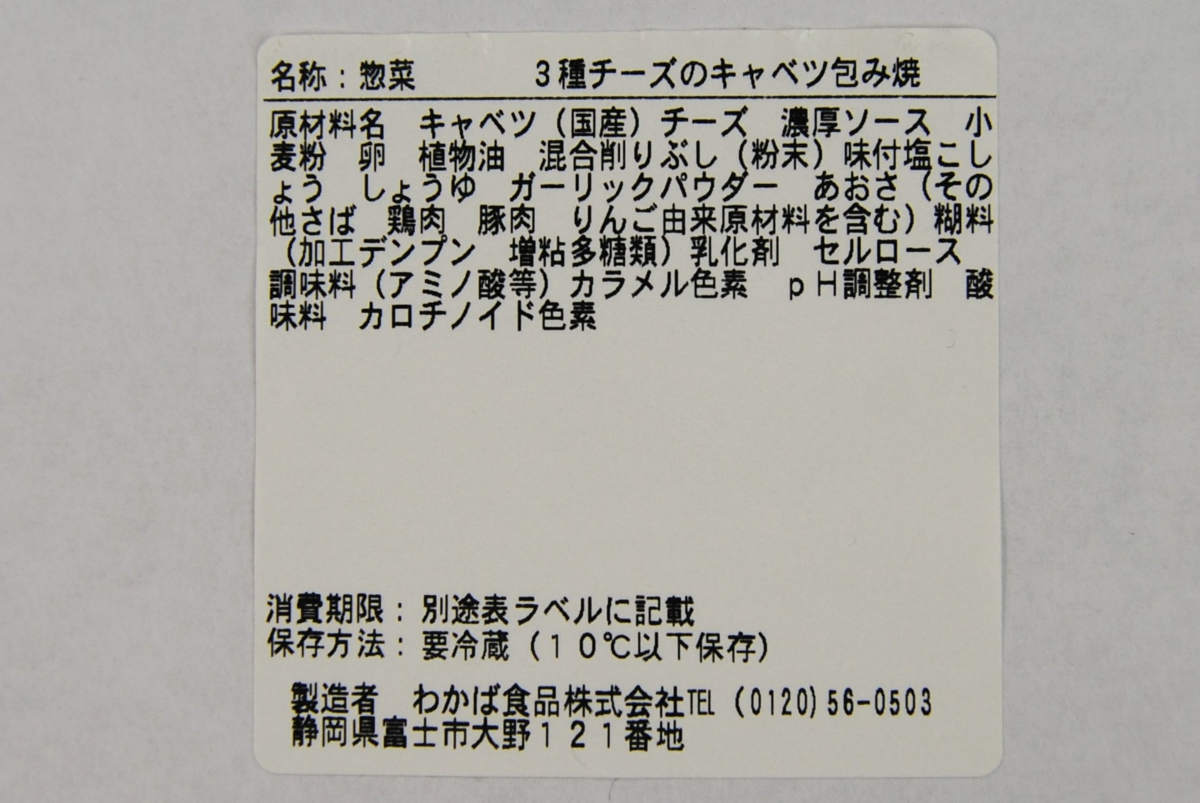 名称：惣菜　　　３種チーズのキャベツ包み焼
原材料名　キャベツ（国産）チーズ　濃厚ソース　小
麦粉　卵　植物油　混合削りぶし（粉末）味付塩こし
ょう　しょうゆ　ガーリックパウダー　あおさ（その
他さば　鶏肉　豚肉　りんご由来原材料を含む）糊料
（加工デンプン　増粘多糖類）乳化剤　セルロース
調味料（アミノ酸等）カラメル色素　ｐＨ調整剤　酸
味料　カロチノイド色素
消費期限：別途表ラベルに記載
保存方法：要冷蔵（１０℃以下保存）
製造者　わかば食品株式会社TEL (0120)56-0503
静岡県富士市大野１２１番地